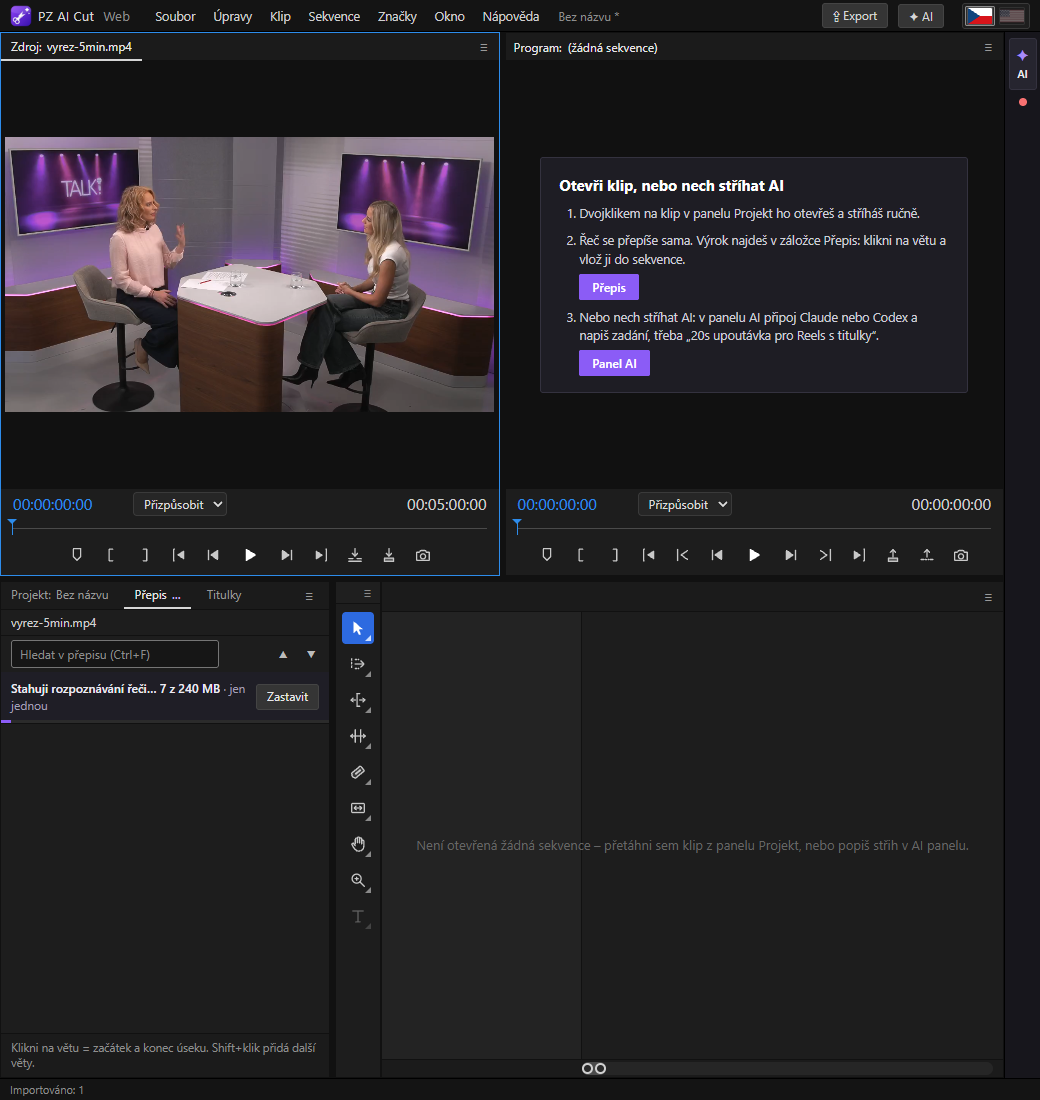 PZ AI Cut Web Soubor Úpravy Klip Sekvence Značky Okno Nápověda Bez názvu * Export AI
Zdroj: vyrez-5min.mp4
Program: (žádná sekvence)
AI
TALK
Otevři klip, nebo nech stříhat AI
1. Dvojklikem na klip v panelu Projekt ho otevřeš a stříháš ručně.
2. Řeč se přepíše sama. Výrok najdeš v záložce Přepis: klikni na větu a
vlož ji do sekvence.
Přepis
3. Nebo nech stříhat AI: v panelu AI připoj Claude nebo Codex a
napiš zadání, třeba „20s upoutávka pro Reels s titulky“.
Panel AI
00:00:00:00 Přizpůsobit 00:05:00:00
00:00:00:00 Přizpůsobit 00:00:00:00
Projekt: Bez názvu Přepis ... Titulky
vyrez-5min.mp4
Hledat v přepisu (Ctrl+F)
Stahuji rozpoznávání řeči... 7 z 240 MB · jen
jednou
Zastavit
Není otevřená žádná sekvence – přetáhni sem klip z panelu Projekt, nebo popiš střih v AI panelu.
Klikni na větu = začátek a konec úseku. Shift+klik přidá další
věty.
Importováno: 1